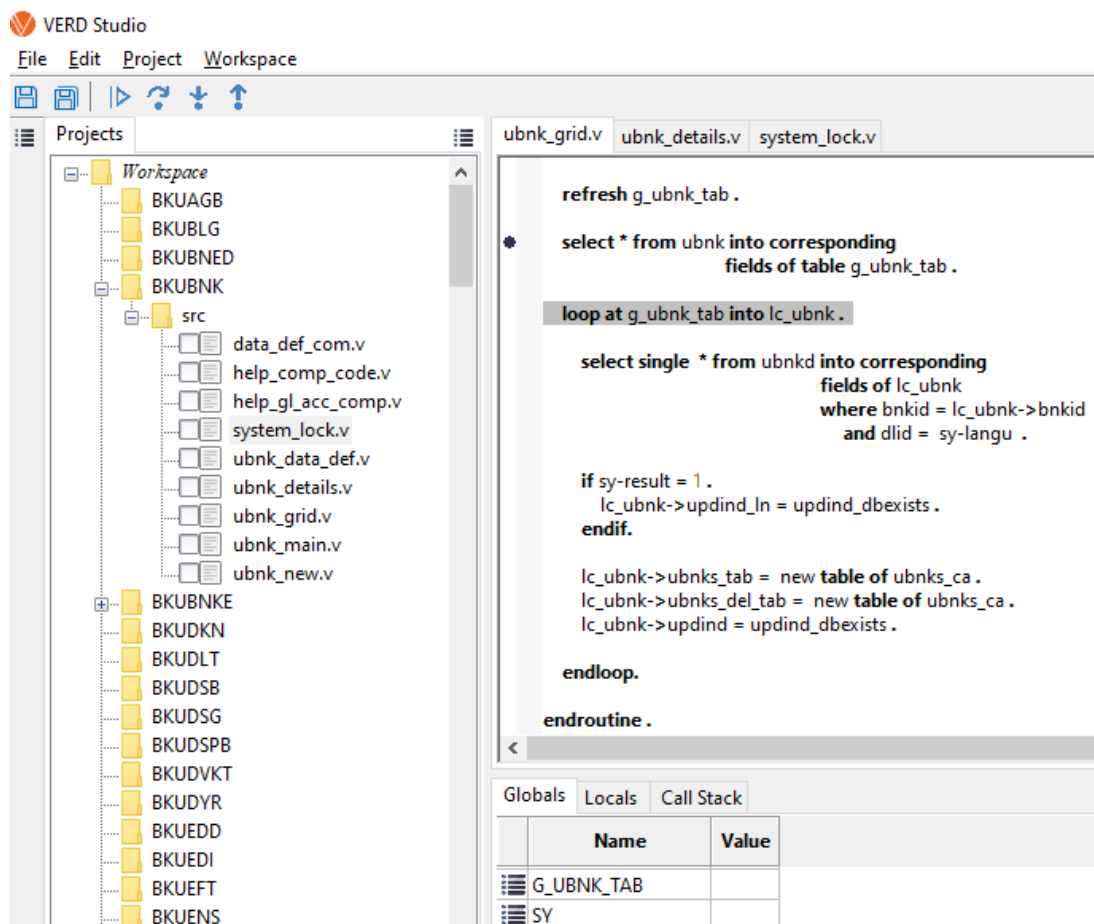 VERD Studio
File Edit Project Workspace
Projects
Workspace
BKUAGB
BKUBLG
BKUBNED
BKUBNK
src
data_def_com.v
help_comp_code.v
help_gl_acc_comp.v
system_lock.v
ubnk_data_def.v
ubnk_details.v
ubnk_grid.v
ubnk_main.v
ubnk_new.v
BKUBNKE
BKUDKN
BKUDLT
BKUDSB
BKUDSG
BKUDSPB
BKUDVKT
BKUDYR
BKUEDD
BKUEDI
BKUEFT
BKUENS
ubnk_grid.v ubnk_details.v system_lock.v
refresh g_ubnk_tab .
select * from ubnk into corresponding
fields of table g_ubnk_tab .
loop at g_ubnk_tab into lc_ubnk .
select single * from ubnkd into corresponding
fields of lc_ubnk
where bnkid = lc_ubnk->bnkid
and dlid = sy-langu .
if sy-result = 1 .
lc_ubnk->updind_ln = updind_dbexists .
endif.
lc_ubnk->ubnks_tab = new table of ubnks_ca .
lc_ubnk->ubnks_del_tab = new table of ubnks_ca .
lc_ubnk->updind = updind_dbexists .
endloop.
endroutine .
Globals Locals Call Stack
Name Value
G_UBNK_TAB
SY